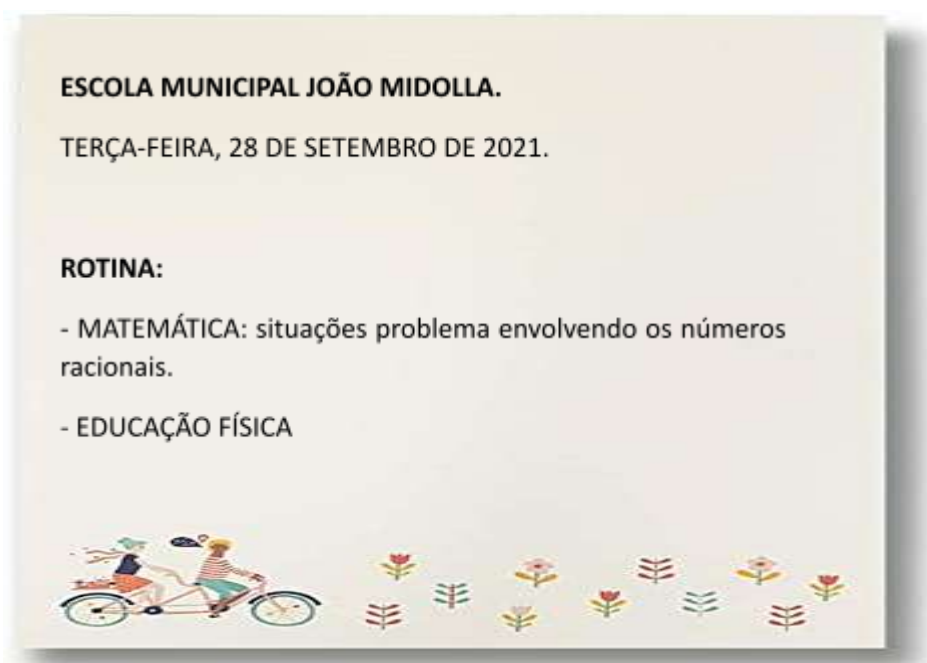 ESCOLA MUNICIPAL JOÃO MIDOLLA.
TERÇA-FEIRA, 28 DE SETEMBRO DE 2021.
ROTINA:
- MATEMÁTICA: situações problema envolvendo os números
racionais.
- EDUCAÇÃO FÍSICA